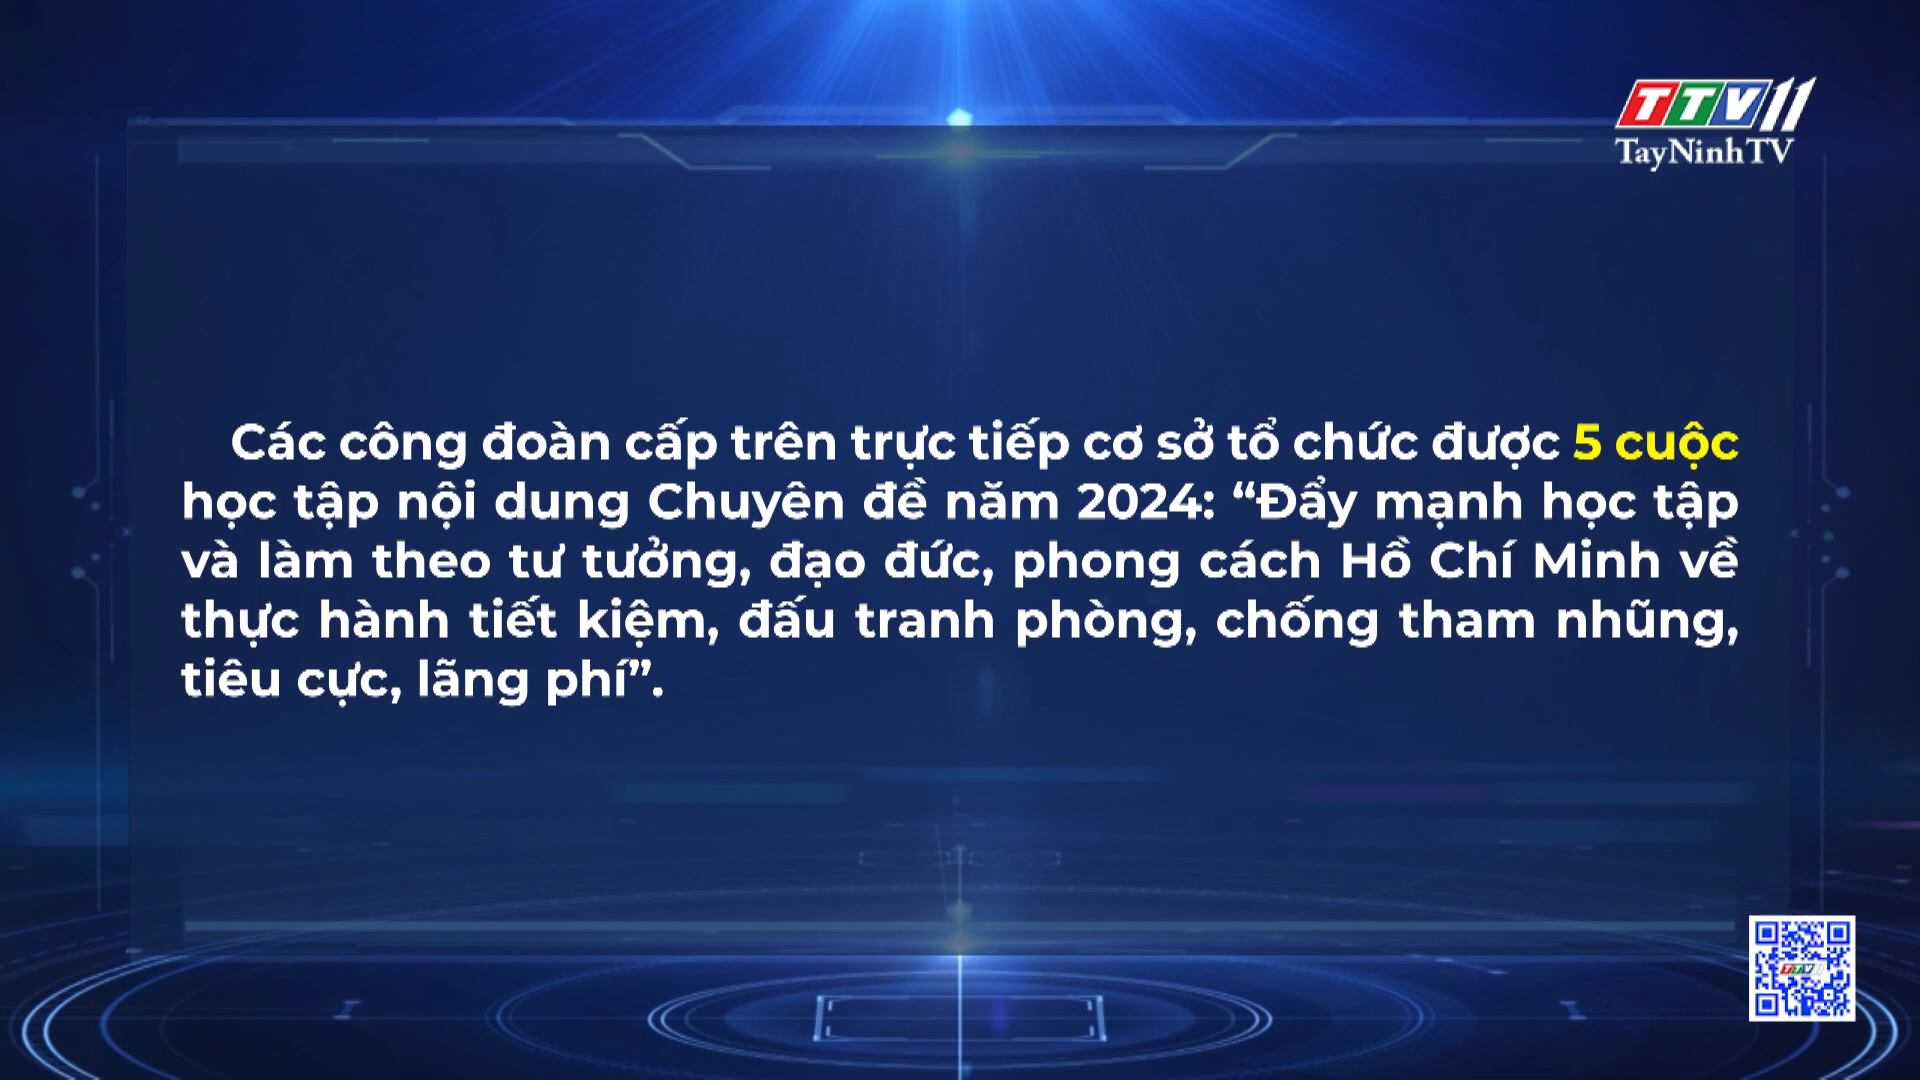 TTV11
TayNinhTV
Các công đoàn cấp trên trực tiếp cơ sở tổ chức được 5 cuộc
học tập nội dung Chuyên đề năm 2024: “Đẩy mạnh học tập
và làm theo tư tưởng, đạo đức, phong cách Hồ Chí Minh về
thực hành tiết kiệm, đấu tranh phòng, chống tham nhũng,
tiêu cực, lãng phí”.
TTV11